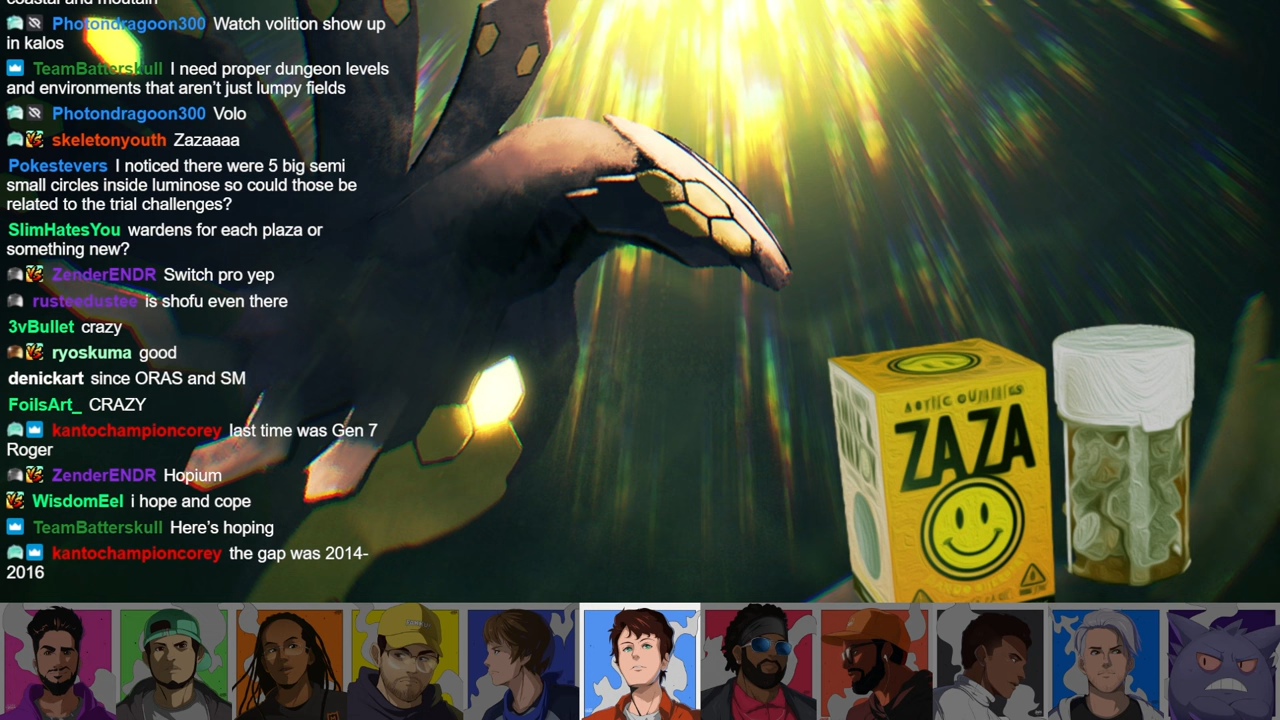 coastal and moutain
Photondragoon300 Watch volition show up
in kalos
TeamBatterskull I need proper dungeon levels
and environments that aren't just lumpy fields
Photondragoon300 Volo
skeletonyouth Zazaaaa
Pokestevers I noticed there were 5 big semi
small circles inside luminose so could those be
related to the trial challenges?
SlimHatesYou wardens for each plaza or
something new?
ZenderENDR Switch pro yep
rusteedustee is shofu even there
3vBullet crazy
ryoskuma good
denickart since ORAS and SM
FoilsArt_ CRAZY
kantochampioncorey last time was Gen 7
Roger
ZenderENDR Hopium
WisdomEel i hope and cope
TeamBatterskull Here's hoping
kantochampioncorey the gap was 2014-
2016
ZAZA